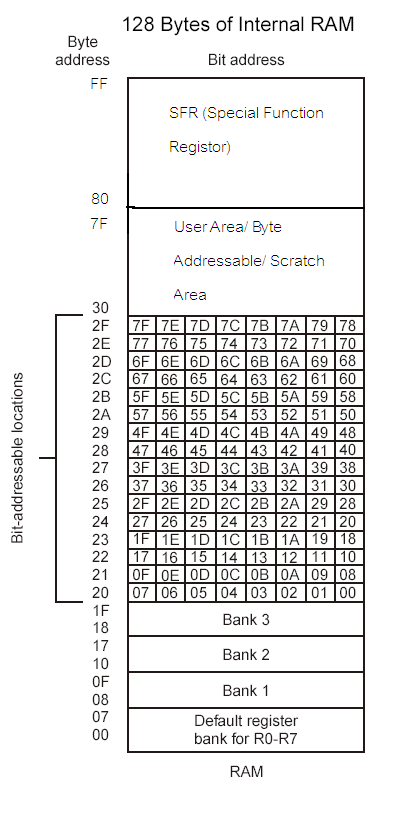 128 Bytes of Internal RAM
Byte
address
Bit address
FF
SFR (Special Function
Registor)
80
7F
User Area/ Byte
Addressable/ Scratch
Area
30
2F 7F 7E 7D 7C 7B 7A 79 78
2E 77 76 75 74 73 72 71 70
2D 6F 6E 6D 6C 6B 6A 69 68
2C 67 66 65 64 63 62 61 60
2B 5F 5E 5D 5C 5B 5A 59 58
2A 57 56 55 54 53 52 51 50
29 4F 4E 4D 4C 4B 4A 49 48
28 47 46 45 44 43 42 41 40
27 3F 3E 3D 3C 3B 3A 39 38
26 37 36 35 34 33 32 31 30
25 2F 2E 2D 2C 2B 2A 29 28
24 27 26 25 24 23 22 21 20
23 1F 1E 1D 1C 1B 1A 19 18
22 17 16 15 14 13 12 11 10
21 0F 0E 0D 0C 0B 0A 09 08
20 07 06 05 04 03 02 01 00
Bit-addressable locations
1F
18
Bank 3
17
10
Bank 2
0F
08
Bank 1
07
00
Default register
bank for R0-R7
RAM